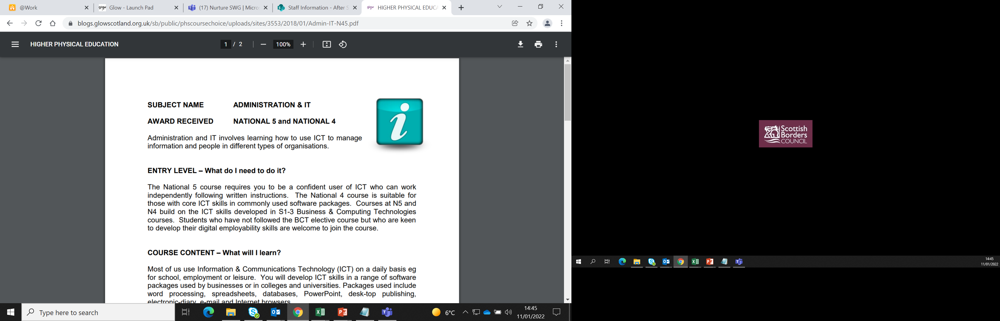 @Work
Glow - Launch Pad
(17) Nurture SWG | Micro
Staff Information - After S
glow
HIGHER PHYSICAL EDUCA
blogs.glowscotland.org.uk/sb/public/phscoursechoice/uploads/sites/3553/2018/01/Admin-IT-N45.pdf
HIGHER PHYSICAL EDUCATION
1 / 2
100%
SUBJECT NAME ADMINISTRATION & IT
AWARD RECEIVED NATIONAL 5 and NATIONAL 4
Administration and IT involves learning how to use ICT to manage
information and people in different types of organisations.
ENTRY LEVEL – What do I need to do it?
The National 5 course requires you to be a confident user of ICT who can work
independently following written instructions. The National 4 course is suitable for
those with core ICT skills in commonly used software packages. Courses at N5 and
N4 build on the ICT skills developed in S1-3 Business & Computing Technologies
courses. Students who have not followed the BCT elective course but who are keen
to develop their digital employability skills are welcome to join the course.
COURSE CONTENT – What will I learn?
Most of us use Information & Communications Technology (ICT) on a daily basis eg
for school, employment or leisure. You will develop ICT skills in a range of software
packages used by businesses or in colleges and universities. Packages used include
word processing, spreadsheets, databases, PowerPoint, desk-top publishing,
electronic-diary, e-mail and Internet browsers
Type here to search
6°C
14:45
11/01/2022
Scottish
Borders
COUNCIL
14:45
11/01/2022